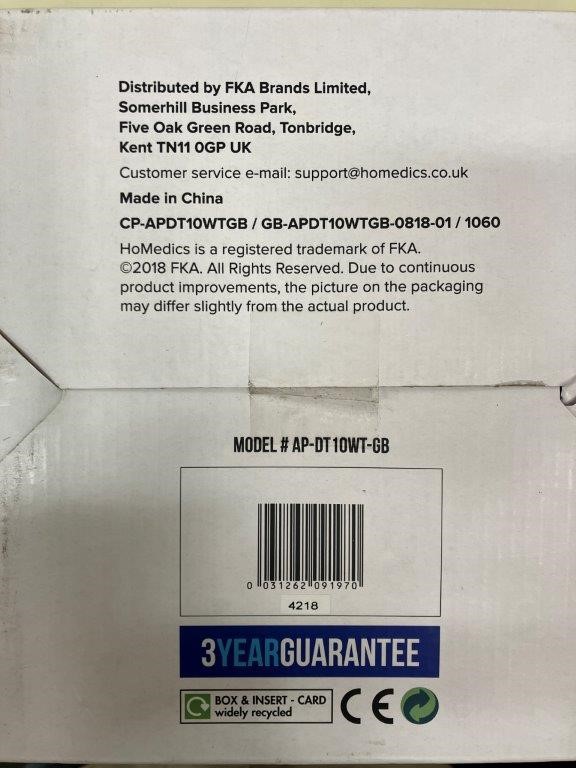 Distributed by FKA Brands Limited,
Somerhill Business Park,
Five Oak Green Road, Tonbridge,
Kent TN11 0GP UK
Customer service e-mail: support@homedics.co.uk
Made in China
CP-APDT10WTGB / GB-APDT10WTGB-0818-01 / 1060
HoMedics is a registered trademark of FKA.
©2018 FKA. All Rights Reserved. Due to continuous
product improvements, the picture on the packaging
may differ slightly from the actual product.
MODEL # AP-DT10WT-GB
0 031262 091970
4218
3YEARGUARANTEE
BOX & INSERT - CARD
widely recycled
CE